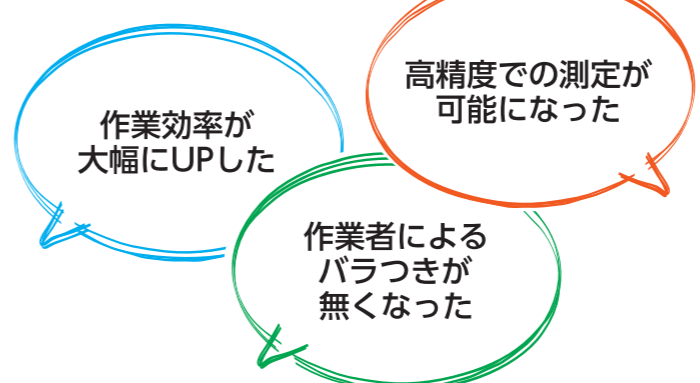 作業効率が
大幅にUPした
高精度での測定が
可能になった
作業者による
バラつきが
無くなった